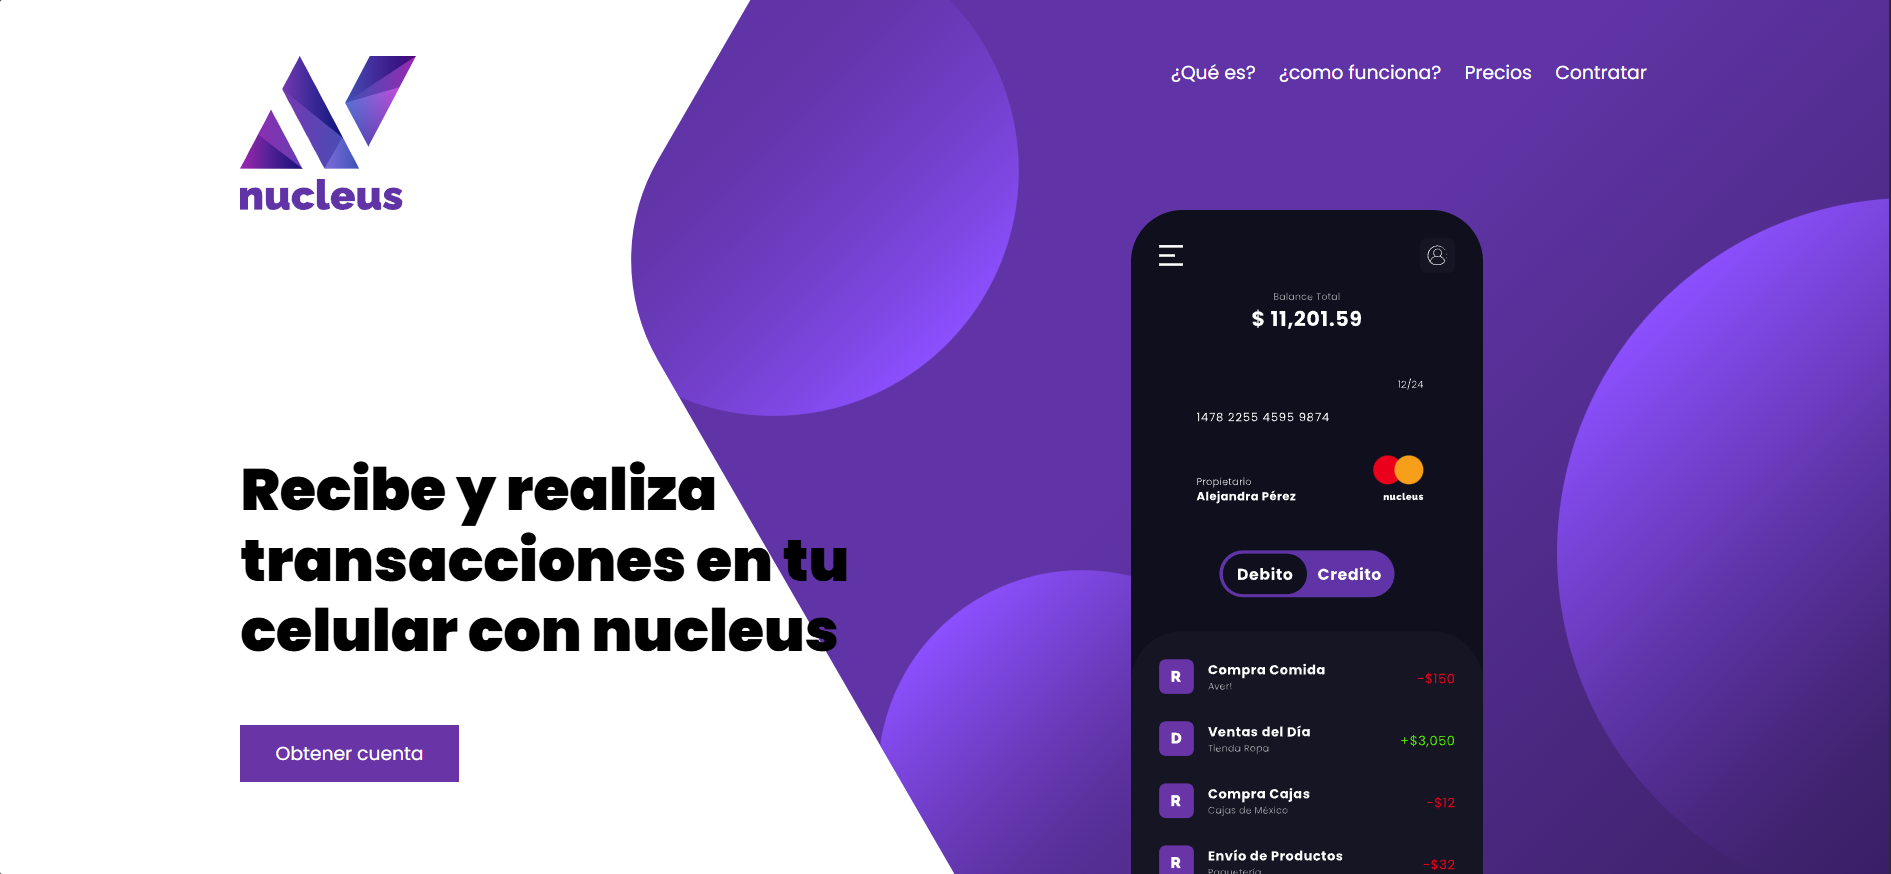 nucleus
¿Qué es? ¿como funciona? Precios Contratar
Recibe y realiza
transacciones en tu
celular con nucleus
Obtener cuenta
Balance Total
$ 11,201.59
12/24
1478 2255 4595 9874
Propietario
Alejandra Pérez
nucleus
Debito Credito
R Compra Comida -$150
Aver!
D Ventas del Día +$3,050
Tienda Ropa
R Compra Cajas -$12
Cajas de México
R Envío de Productos -$32
Paquetería